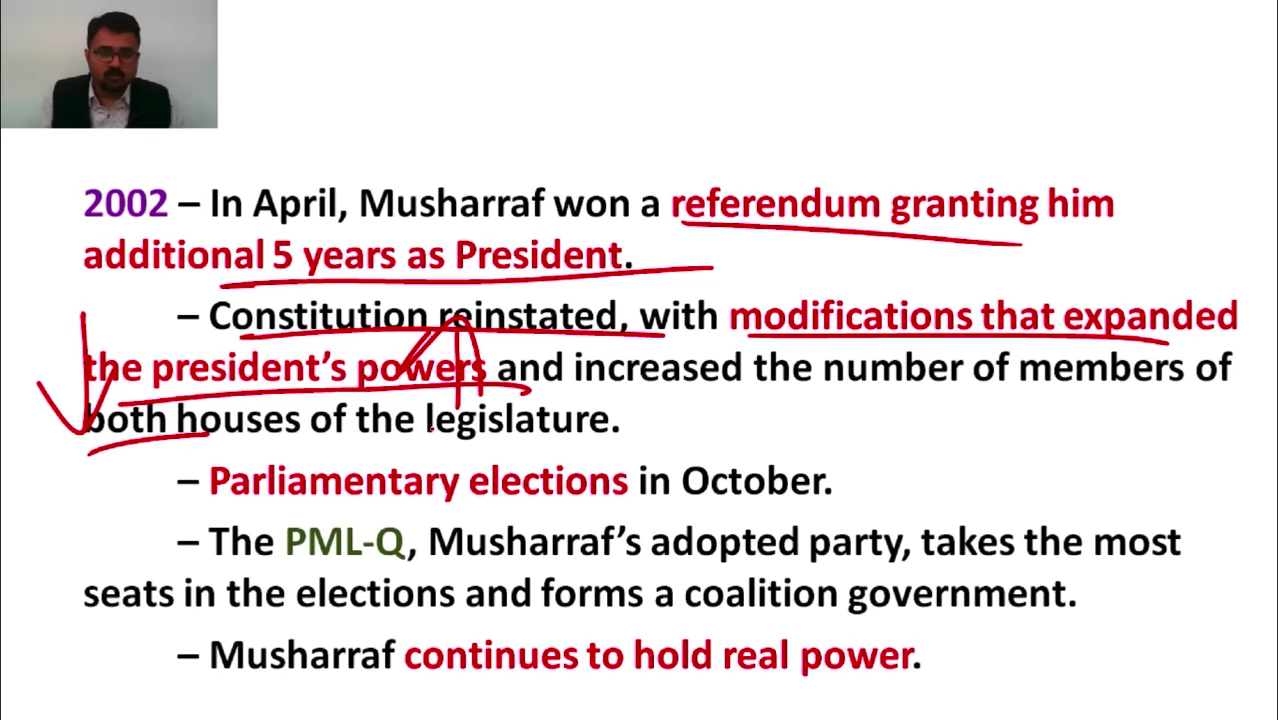 2002 – In April, Musharraf won a referendum granting him
additional 5 years as President.
– Constitution reinstated, with modifications that expanded
the president's powers and increased the number of members of
both houses of the legislature.
– Parliamentary elections in October.
– The PML-Q, Musharraf's adopted party, takes the most
seats in the elections and forms a coalition government.
– Musharraf continues to hold real power.